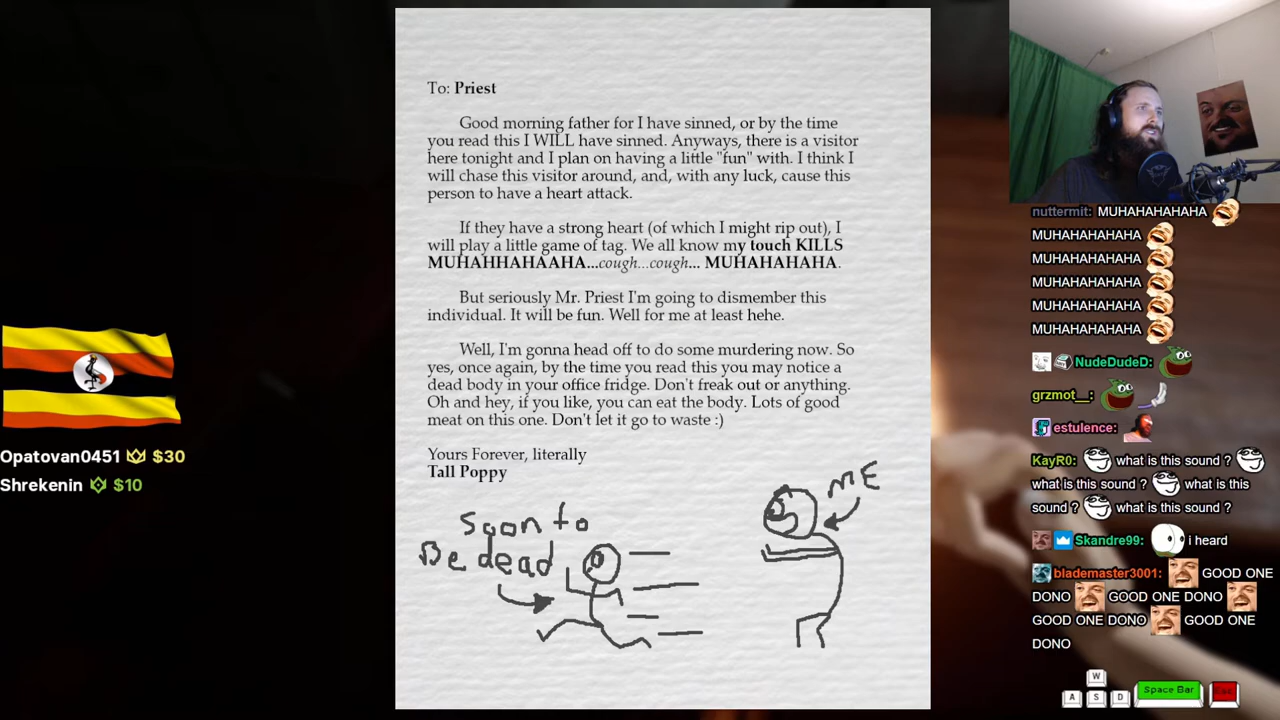 To: Priest
Good morning father for I have sinned, or by the time
you read this I WILL have sinned. Anyways, there is a visitor
here tonight and I plan on having a little "fun" with. I think I
will chase this visitor around, and, with any luck, cause this
person to have a heart attack.
If they have a strong heart (of which I might rip out), I
will play a little game of tag. We all know my touch KILLS
MUHAHHAHAAHA...cough...cough... MUHAHAHAHA.
But seriously Mr. Priest I'm going to dismember this
individual. It will be fun. Well for me at least hehe.
Well, I'm gonna head off to do some murdering now. So
yes, once again, by the time you read this you may notice a
dead body in your office fridge. Don't freak out or anything.
Oh and hey, if you like, you can eat the body. Lots of good
meat on this one. Don't let it go to waste :)
Yours Forever, literally
Tall Poppy
soon to
Be dead
ME
Opatovan0451 $30
Shrekenin $10
nuttermit: MUHAHAHAHAHA
MUHAHAHAHAHA
MUHAHAHAHAHA
MUHAHAHAHAHA
MUHAHAHAHAHA
MUHAHAHAHAHA
NudeDudeD:
grzmot__:
estulence:
KayR0: what is this sound ?
what is this sound ? what is this
sound ? what is this sound ?
Skandre99: i heard
blademaster3001: GOOD ONE
DONO GOOD ONE DONO
GOOD ONE DONO GOOD ONE
DONO
W
A S D Space Bar Esc